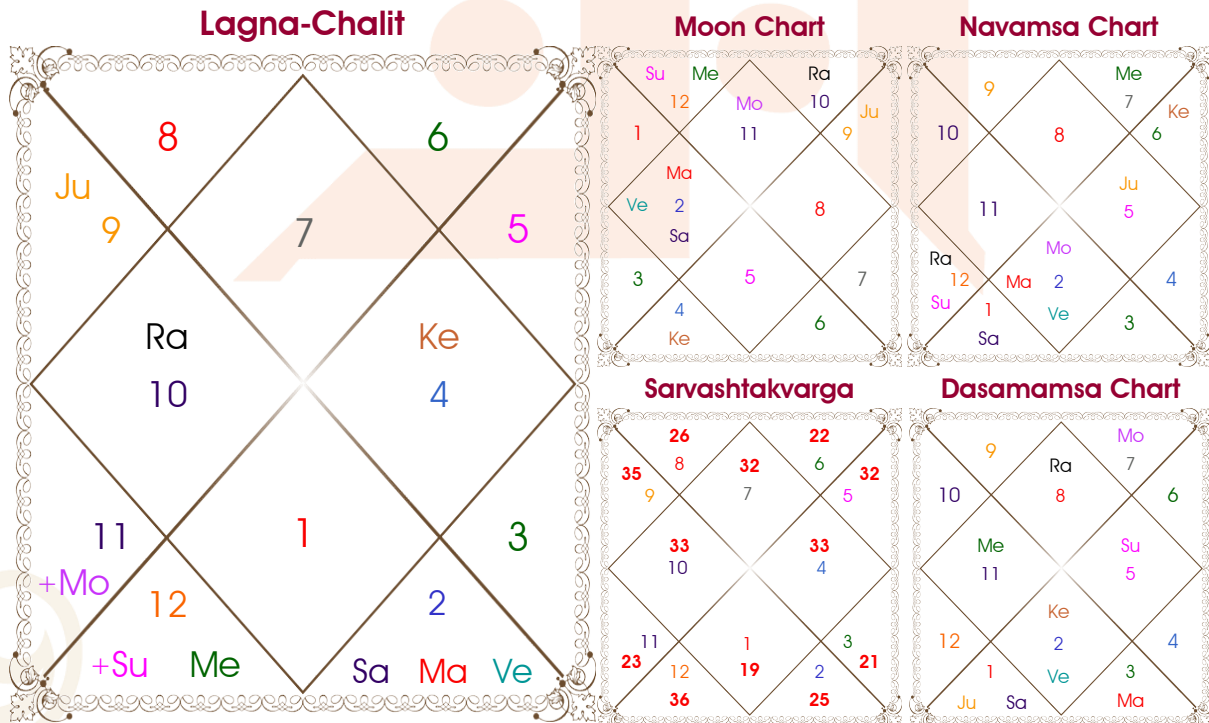 Lagna-Chalit
8
6
Ju
9
7
5
Ra
Ke
10
4
11
1
3
+Mo
12
2
+Su Me
Sa Ma Ve
Moon Chart
Su Me
Ra
12
Mo
10
Ju
1
11
9
Ma
Ve 2
8
Sa
3
5
7
4
6
Ke
Navamsa Chart
9
Me
7
Ke
10
8
6
Ju
11
5
Mo
Ra
12
Ma
2
4
Su
1
Ve
3
Sa
Sarvashtakvarga
26
22
35
8
32
6
32
9
7
5
33
33
10
4
11
1
3
23
12
19
2
21
36
25
Dasamamsa Chart
9
Mo
Ra
7
10
8
6
Me
Su
11
5
Ke
12
2
4
1
Ve
3
Ju Sa
Ma